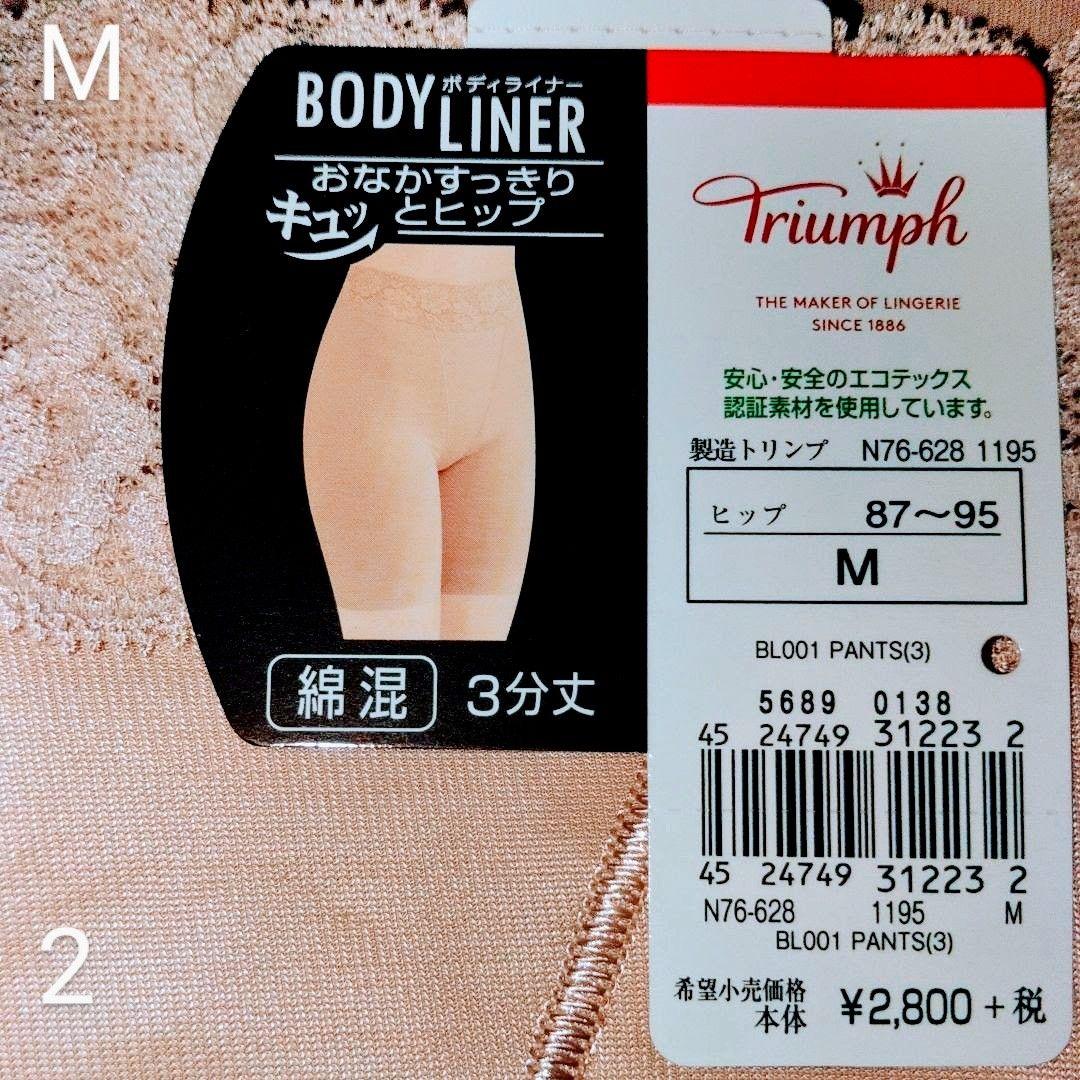 M
ボディライナー
BODY LINER
おなかすっきり
キュッとヒップ
綿混 3分丈
Triumph
THE MAKER OF LINGERIE
SINCE 1886
安心・安全のエコテックス
認証素材を使用しています。
製造トリンプ N76-628 1195
ヒップ 87～95
M
BL001 PANTS(3)
5689 0138
45 24749 31223 2
45 24749 31223 2
N76-628 1195 M
BL001 PANTS(3)
希望小売価格
本体 ¥2,800+税
2